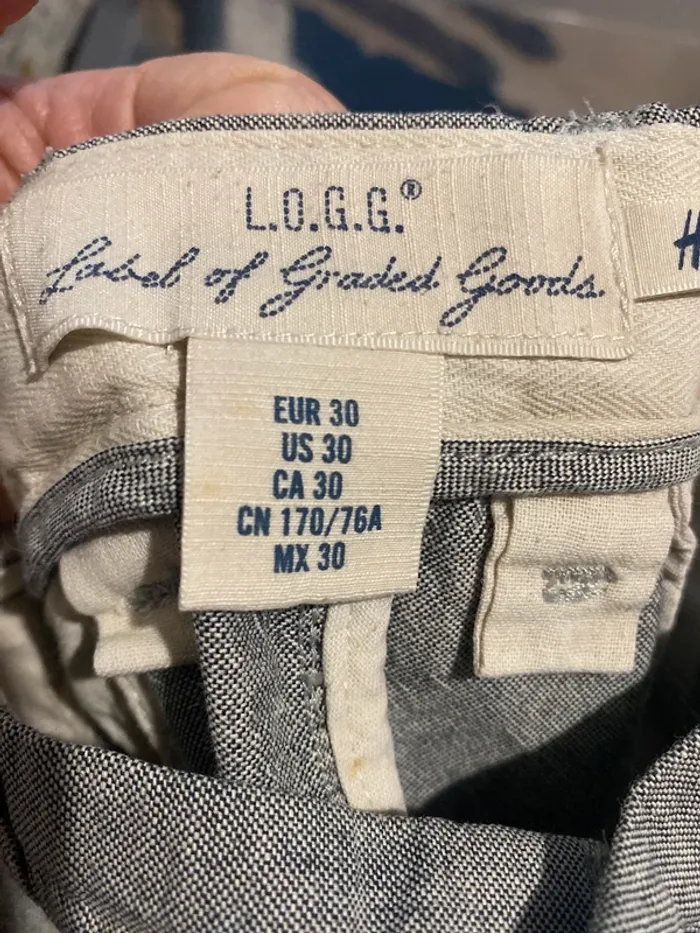 L.O.G.G.®
Label of Graded Goods.
H
EUR 30
US 30
CA 30
CN 170/76A
MX 30